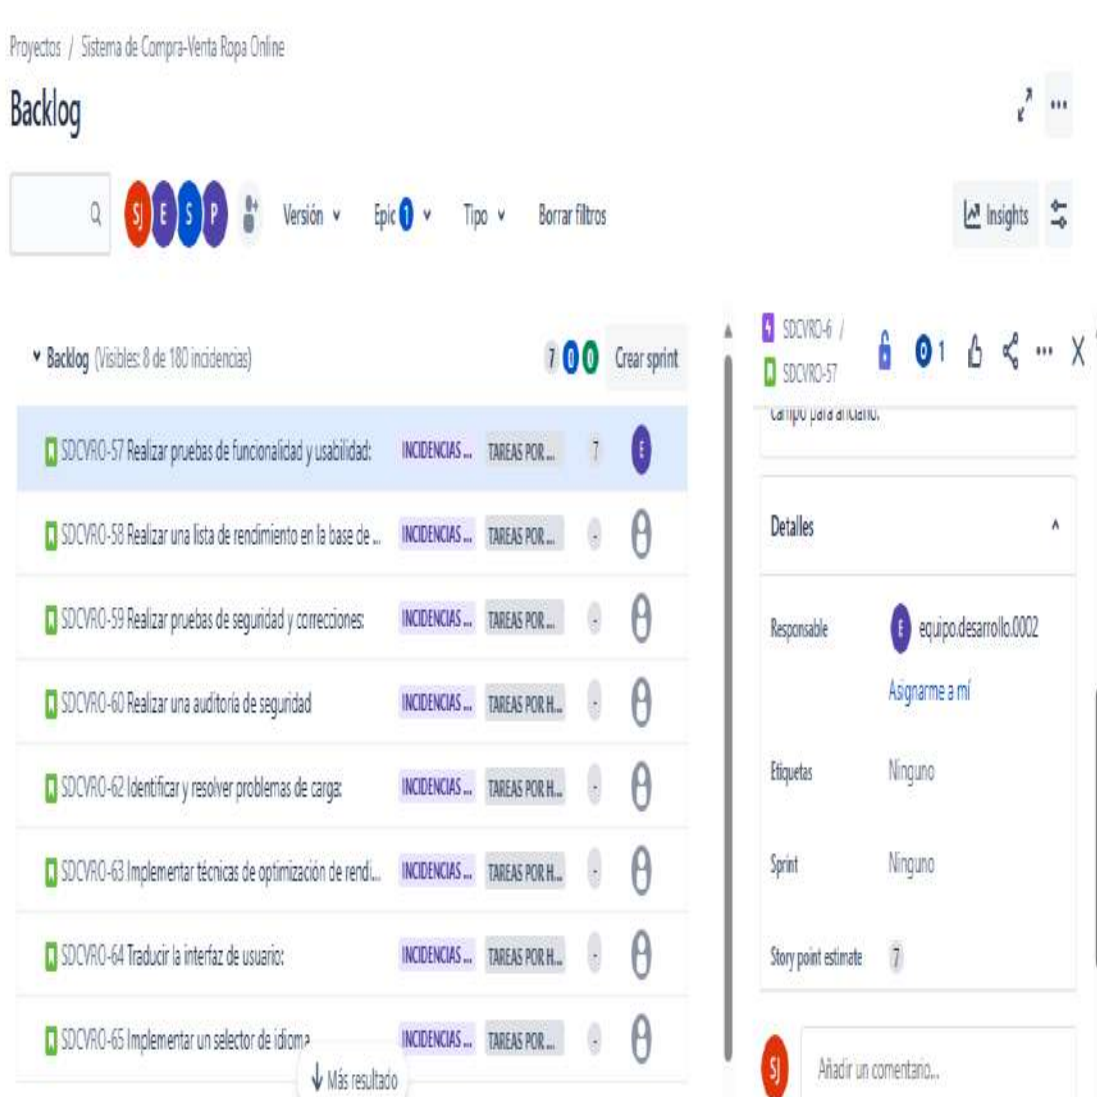 Proyectos / Sistema de Compra-Venta Ropa Online
Backlog
SJ E S P Versión Epic 1 Tipo Borrar filtros Insights
Backlog (Visibles: 8 de 180 incidencias) 7 0 0 Crear sprint
SDCVRO-57 Realizar pruebas de funcionalidad y usabilidad: INCIDENCIAS ... TAREAS POR ... 7 E
SDCVRO-58 Realizar una lista de rendimiento en la base de ... INCIDENCIAS ... TAREAS POR ... -
SDCVRO-59 Realizar pruebas de seguridad y correcciones: INCIDENCIAS ... TAREAS POR ... -
SDCVRO-60 Realizar una auditoría de seguridad INCIDENCIAS ... TAREAS POR H... -
SDCVRO-62 Identificar y resolver problemas de carga: INCIDENCIAS ... TAREAS POR H... -
SDCVRO-63 Implementar técnicas de optimización de rendi... INCIDENCIAS ... TAREAS POR H... -
SDCVRO-64 Traducir la interfaz de usuario: INCIDENCIAS ... TAREAS POR H... -
SDCVRO-65 Implementar un selector de idioma INCIDENCIAS ... TAREAS POR ... -
Más resultado
SDCVRO-6 /
SDCVRO-57
1
campo para anciano.
Detalles
Responsable E equipo.desarrollo.0002
Asignarme a mí
Etiquetas Ninguno
Sprint Ninguno
Story point estimate 7
SJ Añadir un comentario...